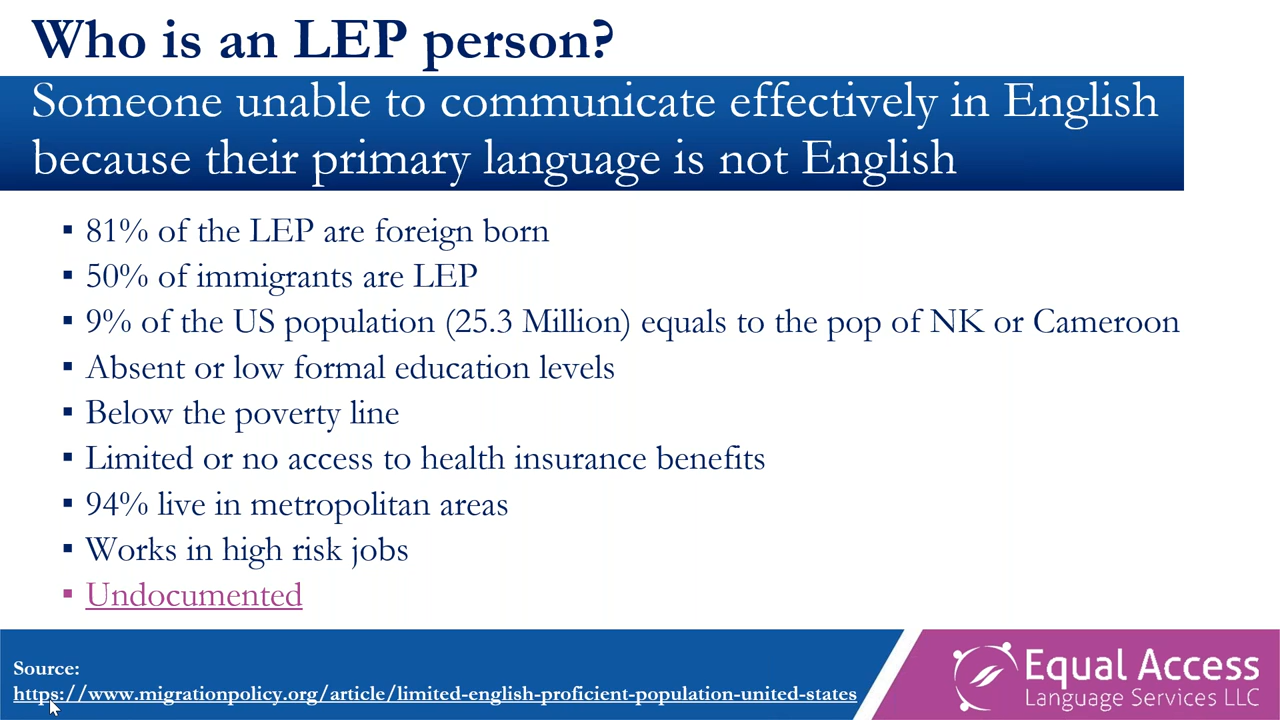 Who is an LEP person?
Someone unable to communicate effectively in English
because their primary language is not English
▪ 81% of the LEP are foreign born
▪ 50% of immigrants are LEP
▪ 9% of the US population (25.3 Million) equals to the pop of NK or Cameroon
▪ Absent or low formal education levels
▪ Below the poverty line
▪ Limited or no access to health insurance benefits
▪ 94% live in metropolitan areas
▪ Works in high risk jobs
▪ Undocumented
Source:
https://www.migrationpolicy.org/article/limited-english-proficient-population-united-states
Equal Access
Language Services LLC